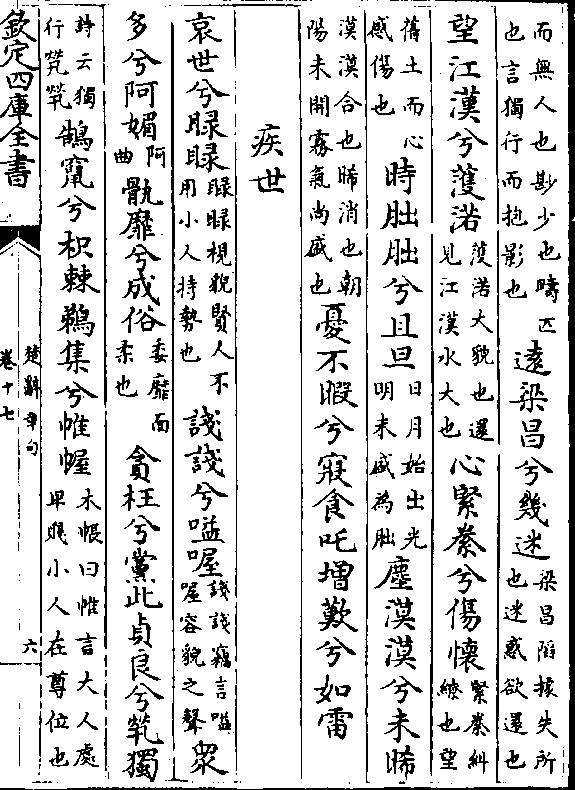 而無人也尠少也疇匹
也言獨行而抱影也
遠梁昌兮幾迷
梁昌陷據失所
也迷惑欲還也
望江漢兮濩渃
濩渃大貌也還
見江漢水大也
心緊絭兮傷懷
緊絭糾
繚也望
舊土而心
感傷也
時朏朏兮且旦
日月始出光
明未盛為朏
塵漠漠兮未晞
漠漠合也晞消也朝
陽未開霧氣尚盛也
憂不暇兮寢食吒增歎兮如雷
疾世
哀世兮睩睩
睩睩視貌賢人不
用小人持勢也
諓諓兮嗌喔
諓諓竊言嗌
喔容貌之聲
衆
多兮阿媚
阿
曲
骫靡兮成俗
委靡面
柔也
貪枉兮黨此貞良兮煢獨
詩云獨
行煢煢
鵠竄兮枳棘鵜集兮帷幄
木帳曰帷言大人處
卑賤小人在尊位也
欽定四庫全書
楚辭章句
卷十七
六